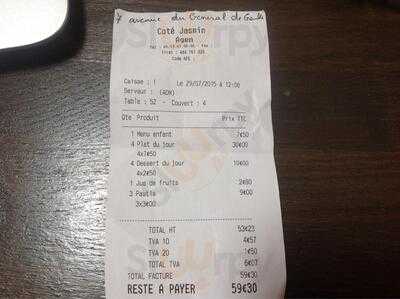 7 avenue du General de Gaulle
Coté Jasmin
Agen
Code APE :
Caisse : 1 Le 29/07/2015 à 12:06
Serveur : (ADM)
Table : 52 - Couvert : 4
Qte Produit Prix TTC
1 Menu enfant 7€50
4 Plat du jour 30€00
4x7€50
4 Dessert du jour 10€00
4x2€50
1 Jus de fruits 2€80
3 Pastis 9€00
3x3€00
TOTAL HT 53€23
TVA 10 4€57
TVA 20 1€50
TOTAL TVA 6€07
TOTAL FACTURE 59€30
RESTE A PAYER 59€30